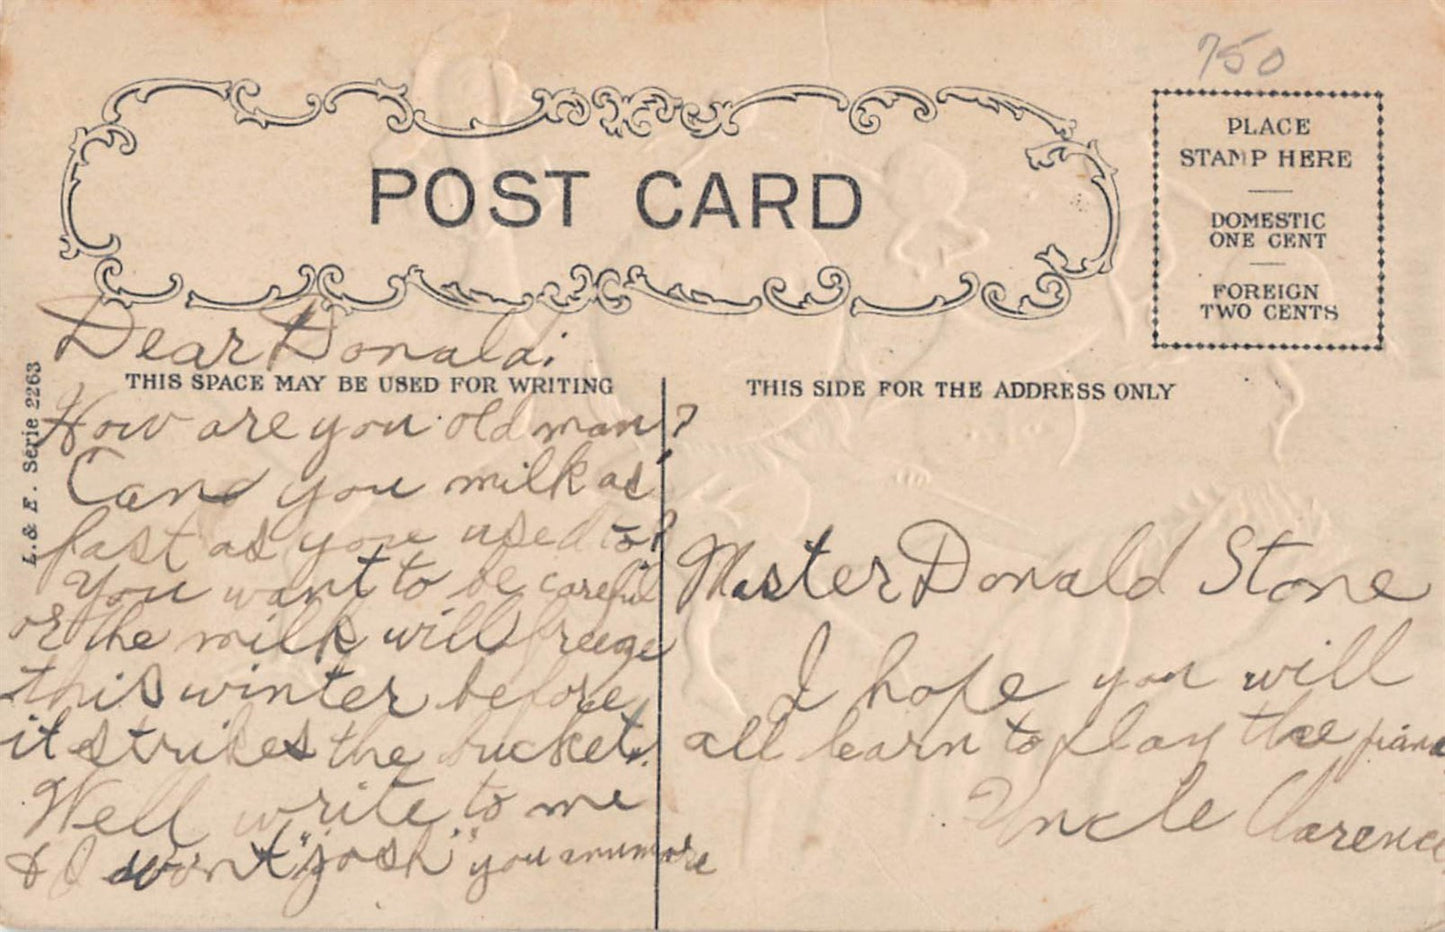 750
PLACE
STAMP HERE
DOMESTIC
ONE CENT
FOREIGN
TWO CENTS
POST CARD
L. & E. Serie 2263
Dear Donald:
THIS SPACE MAY BE USED FOR WRITING
How are you old man?
Can you milk as
fast as you used to?
You want to be careful
or the milk will freeze
this winter before
it strikes the bucket.
Well write to me
& I won't "josh" you anymore
THIS SIDE FOR THE ADDRESS ONLY
Master Donald Stone
I hope you will
all learn to play the piano
Uncle Clarence